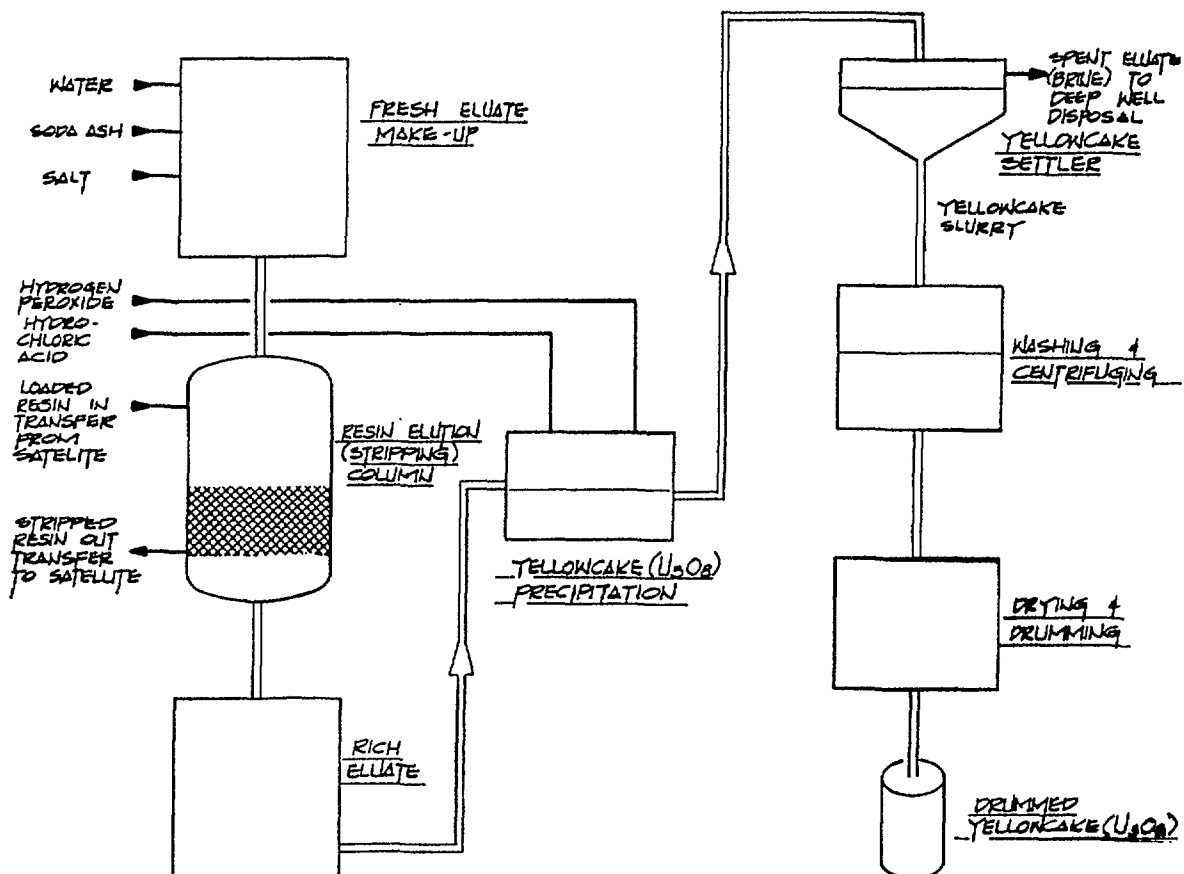 WATER
SODA ASH
SALT
FRESH ELUATE
MAKE-UP
HYDROGEN
PEROXIDE
HYDRO-
CHLORIC
ACID
LOADED
RESIN IN
TRANSFER
FROM
SATELITE
STRIPPED
RESIN OUT
TRANSFER
TO SATELLITE
RESIN ELUTION
(STRIPPING)
COLUMN
RICH
ELUATE
YELLOWCAKE (U3O8)
PRECIPITATION
SPENT ELUATE
(BRINE) TO
DEEP WELL
DISPOSAL
YELLOWCAKE
SETTLER
YELLOWCAKE
SLURRY
WASHING &
CENTRIFUGING
DRYING &
DRUMMING
DRUMMED
YELLOWCAKE (U3O8)